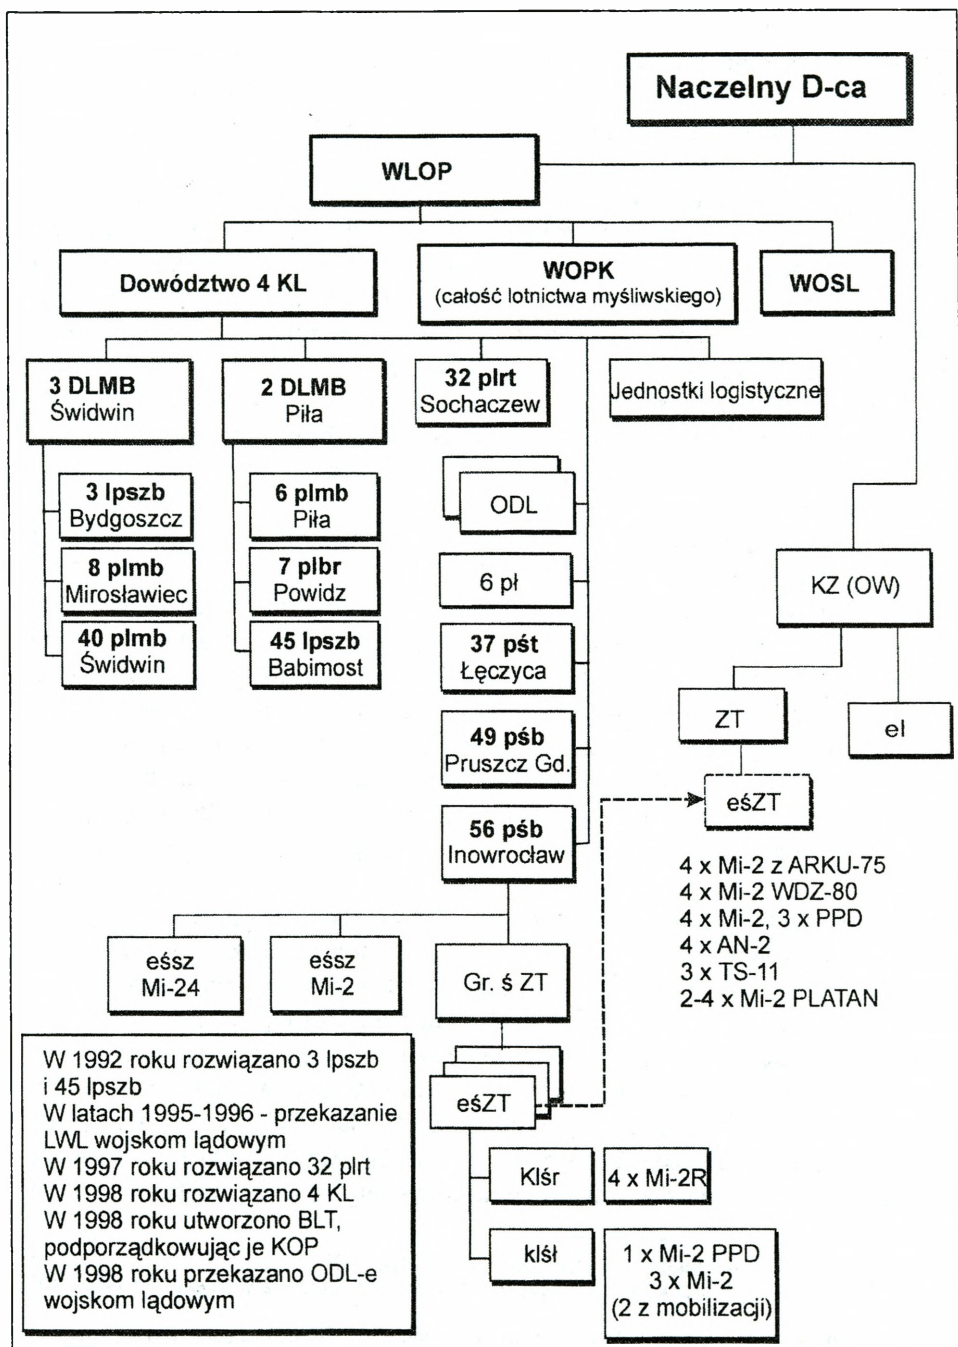 Naczelny D-ca
WLOP
Dowództwo 4 KL
WOPK
(całość lotnictwa myśliwskiego)
WOSL
3 DLMB
Świdwin
2 DLMB
Piła
32 plrt
Sochaczew
Jednostki logistyczne
3 lpszb
Bydgoszcz
8 plmb
Mirosławiec
40 plmb
Świdwin
6 plmb
Piła
7 plbr
Powidz
45 lpszb
Babimost
ODL
6 pł
37 pśt
Łęczyca
49 pśb
Pruszcz Gd.
56 pśb
Inowrocław
KZ (OW)
ZT
el
eśZT
4 x Mi-2 z ARKU-75
4 x Mi-2 WDZ-80
4 x Mi-2, 3 x PPD
4 x AN-2
3 x TS-11
2-4 x Mi-2 PLATAN
eśsz
Mi-24
eśsz
Mi-2
Gr. ś ZT
eśZT
Klśr
4 x Mi-2R
klśł
1 x Mi-2 PPD
3 x Mi-2
(2 z mobilizacji)
W 1992 roku rozwiązano 3 lpszb
i 45 lpszb
W latach 1995-1996 - przekazanie
LWL wojskom lądowym
W 1997 roku rozwiązano 32 plrt
W 1998 roku rozwiązano 4 KL
W 1998 roku utworzono BLT,
podporządkowując je KOP
W 1998 roku przekazano ODL-e
wojskom lądowym